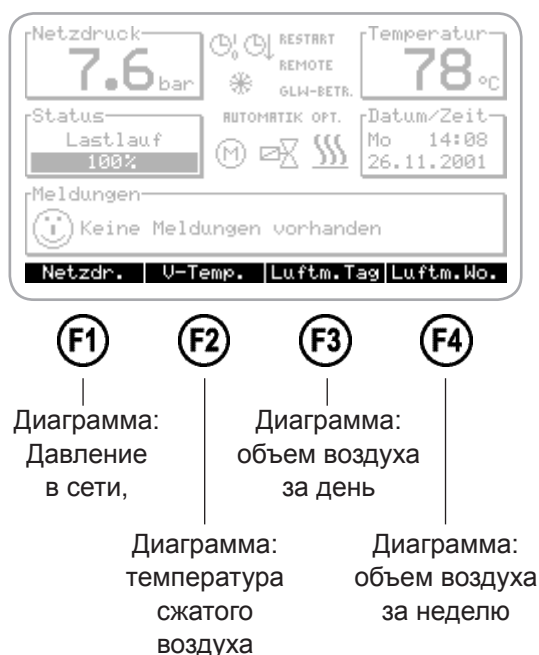 Netzdruck
7.6 bar
RESTART
REMOTE
GLW-BETR.
Temperatur
78 °C
Status
Lastlauf
100%
AUTOMATIK OPT.
M
Datum/Zeit
Mo 14:08
26.11.2001
Meldungen
i Keine Meldungen vorhanden
Netzdr. V-Temp. Luftm.Tag Luftm.Wo.
F1 F2 F3 F4
Диаграмма:
Давление
в сети,
Диаграмма:
объем воздуха
за день
Диаграмма:
температура
сжатого
воздуха
Диаграмма:
объем воздуха
за неделю